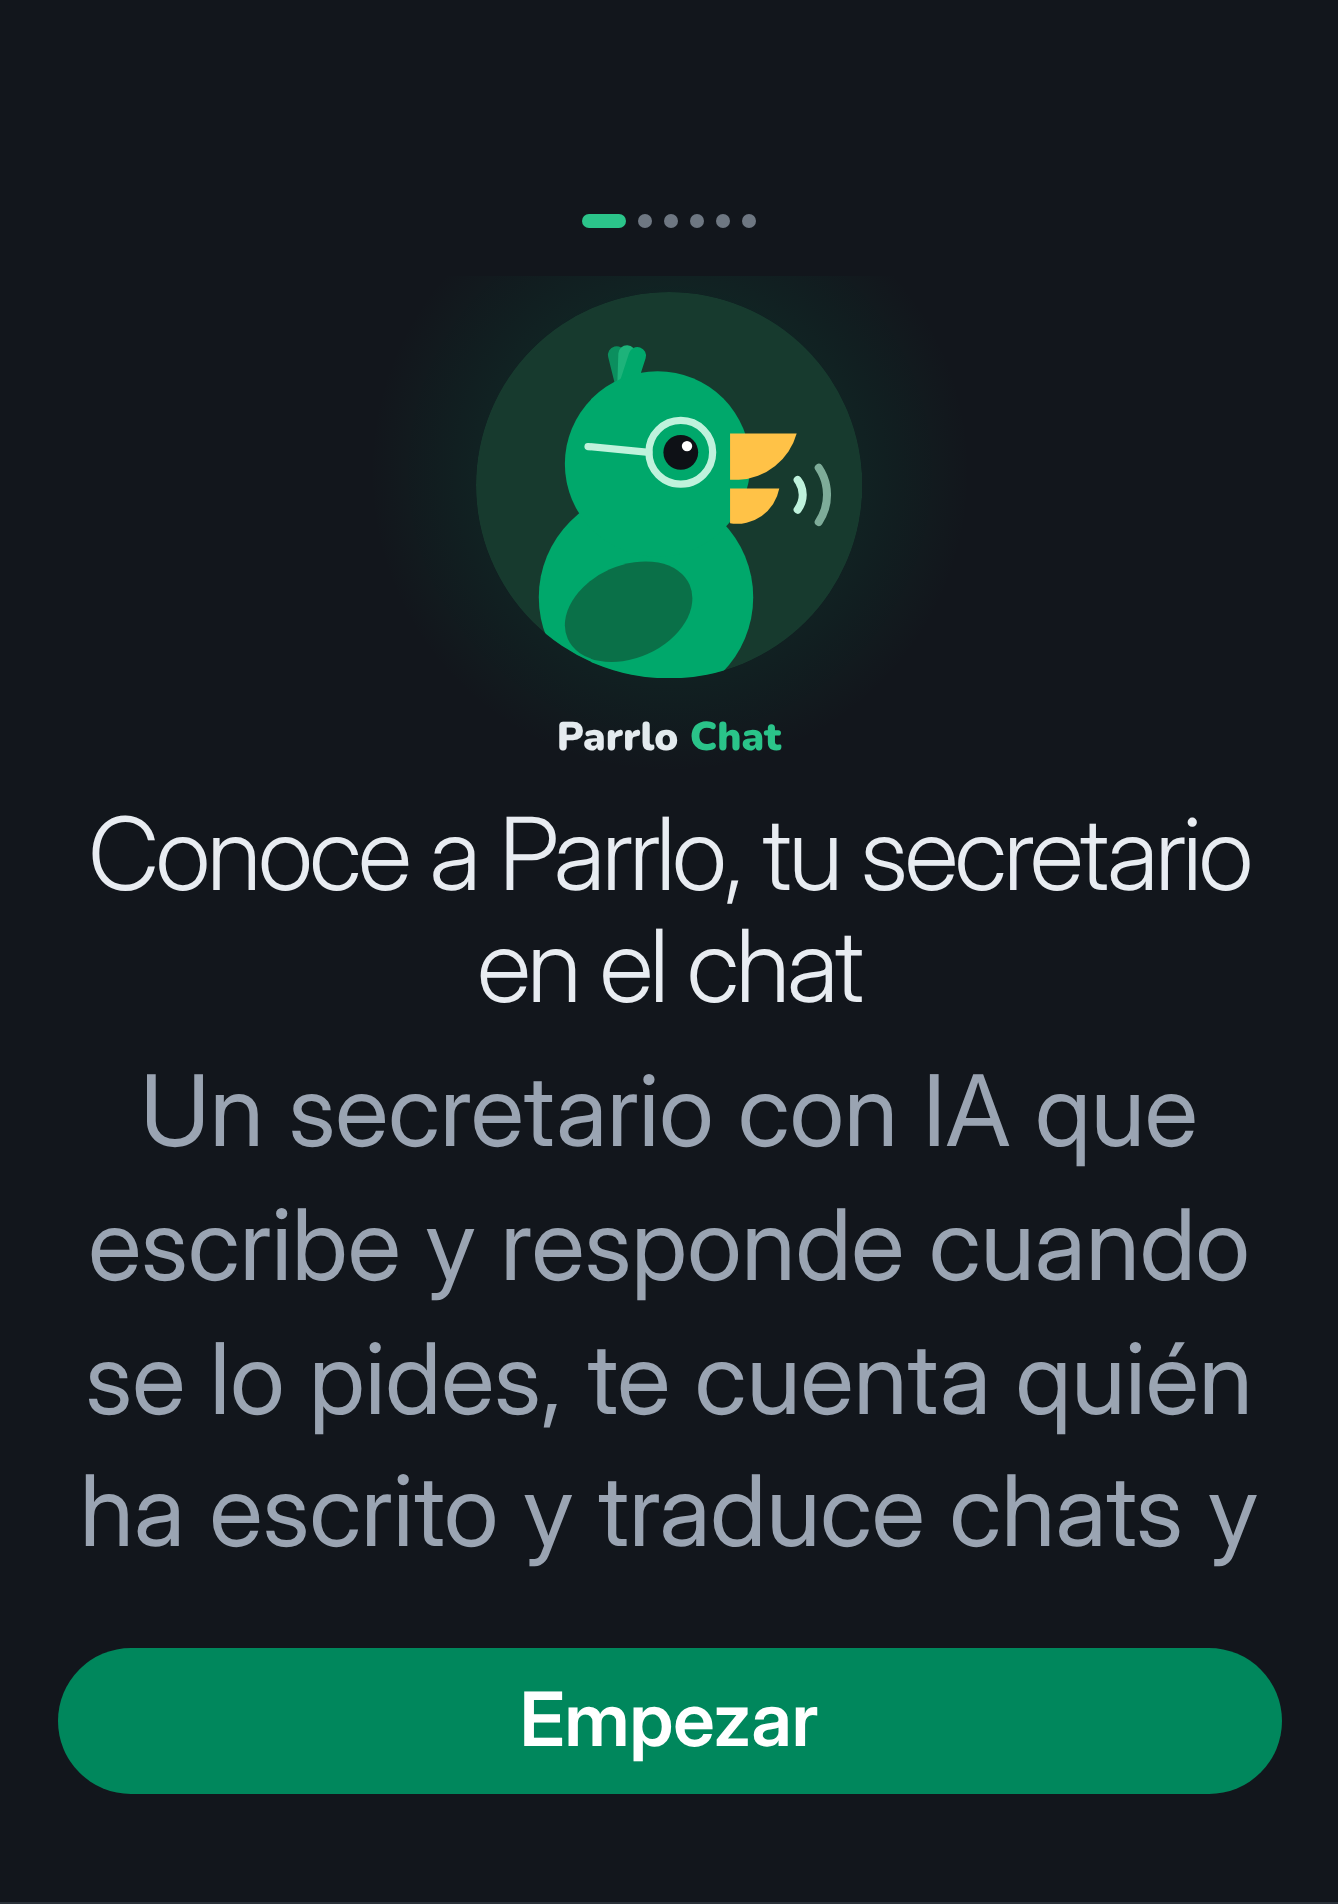 Parrlo Chat
Conoce a Parrlo, tu secretario
en el chat
Un secretario con IA que
escribe y responde cuando
se lo pides, te cuenta quién
ha escrito y traduce chats y
Empezar